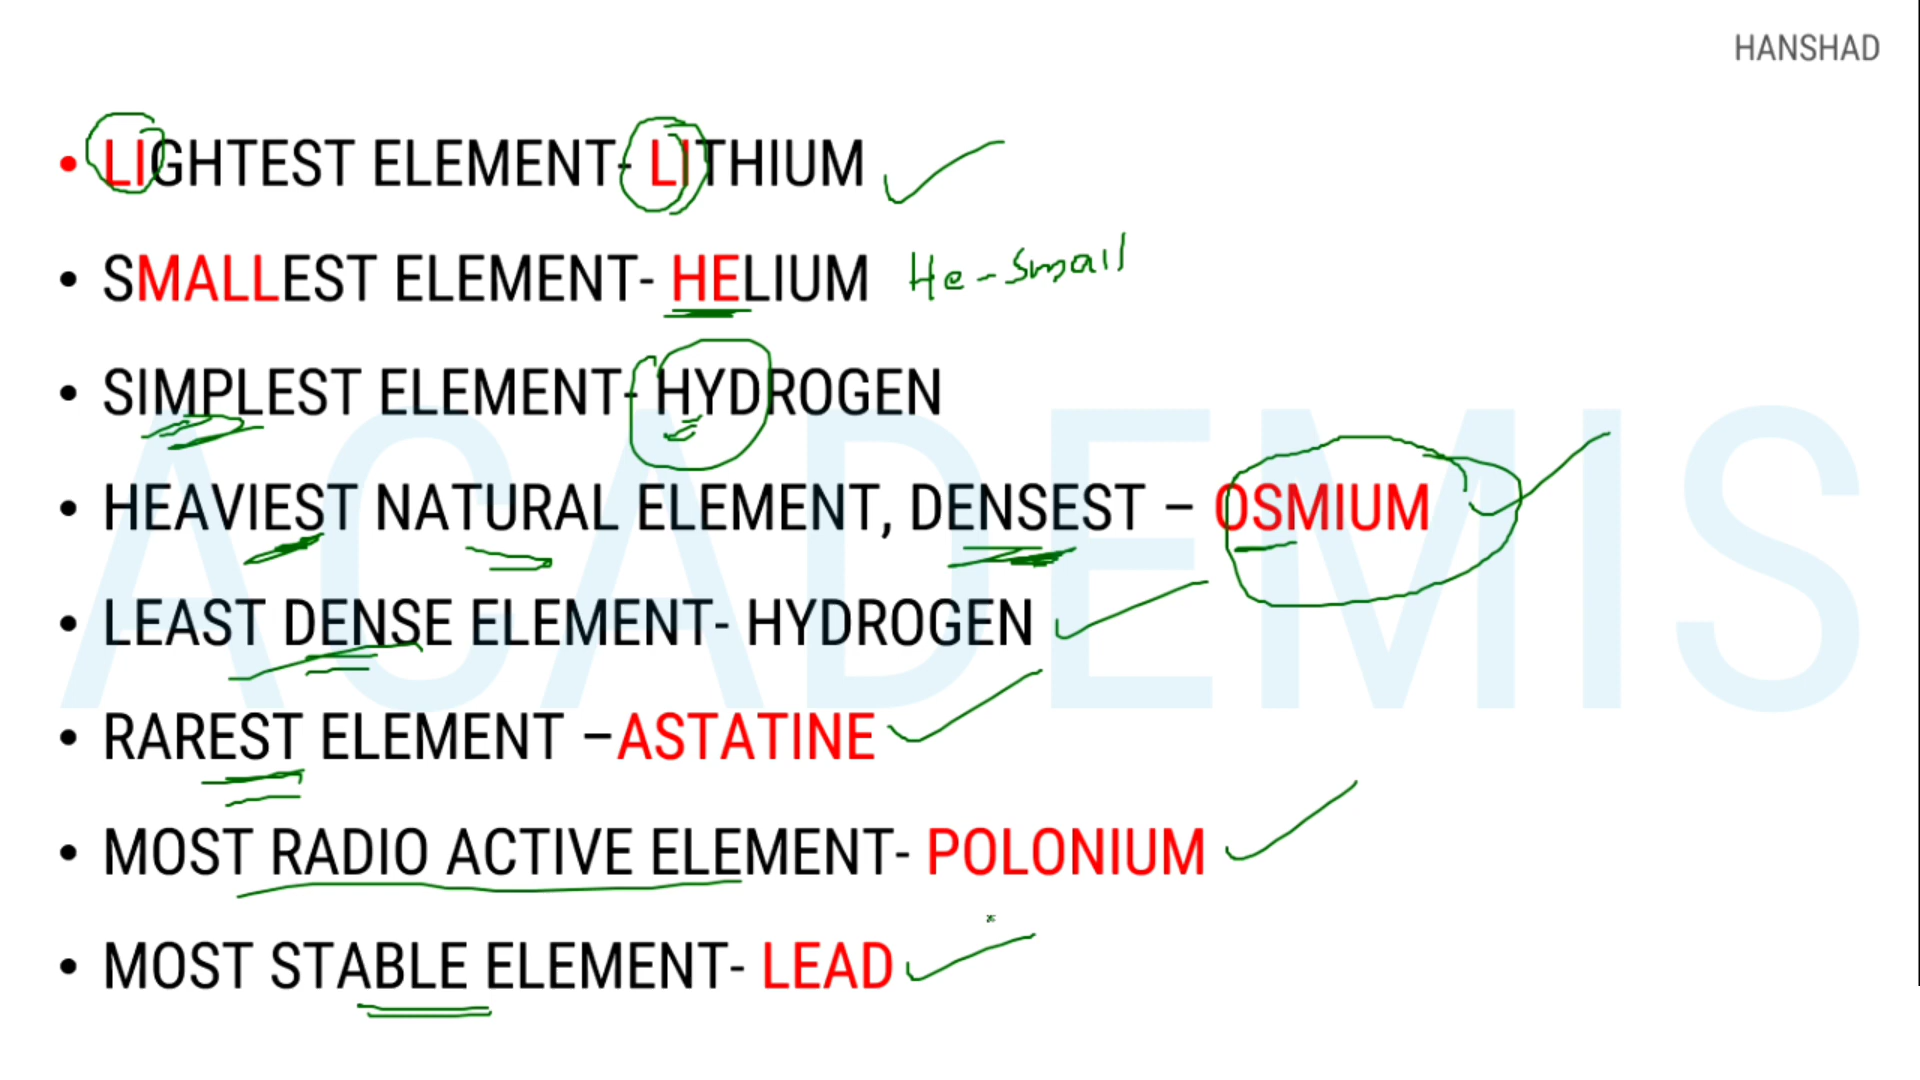 HANSHAD
• LIGHTEST ELEMENT- LITHIUM
• SMALLEST ELEMENT- HELIUM He-small
• SIMPLEST ELEMENT- HYDROGEN
• HEAVIEST NATURAL ELEMENT, DENSEST – OSMIUM
• LEAST DENSE ELEMENT- HYDROGEN
• RAREST ELEMENT –ASTATINE
• MOST RADIO ACTIVE ELEMENT- POLONIUM
• MOST STABLE ELEMENT- LEAD
ACADEMIS